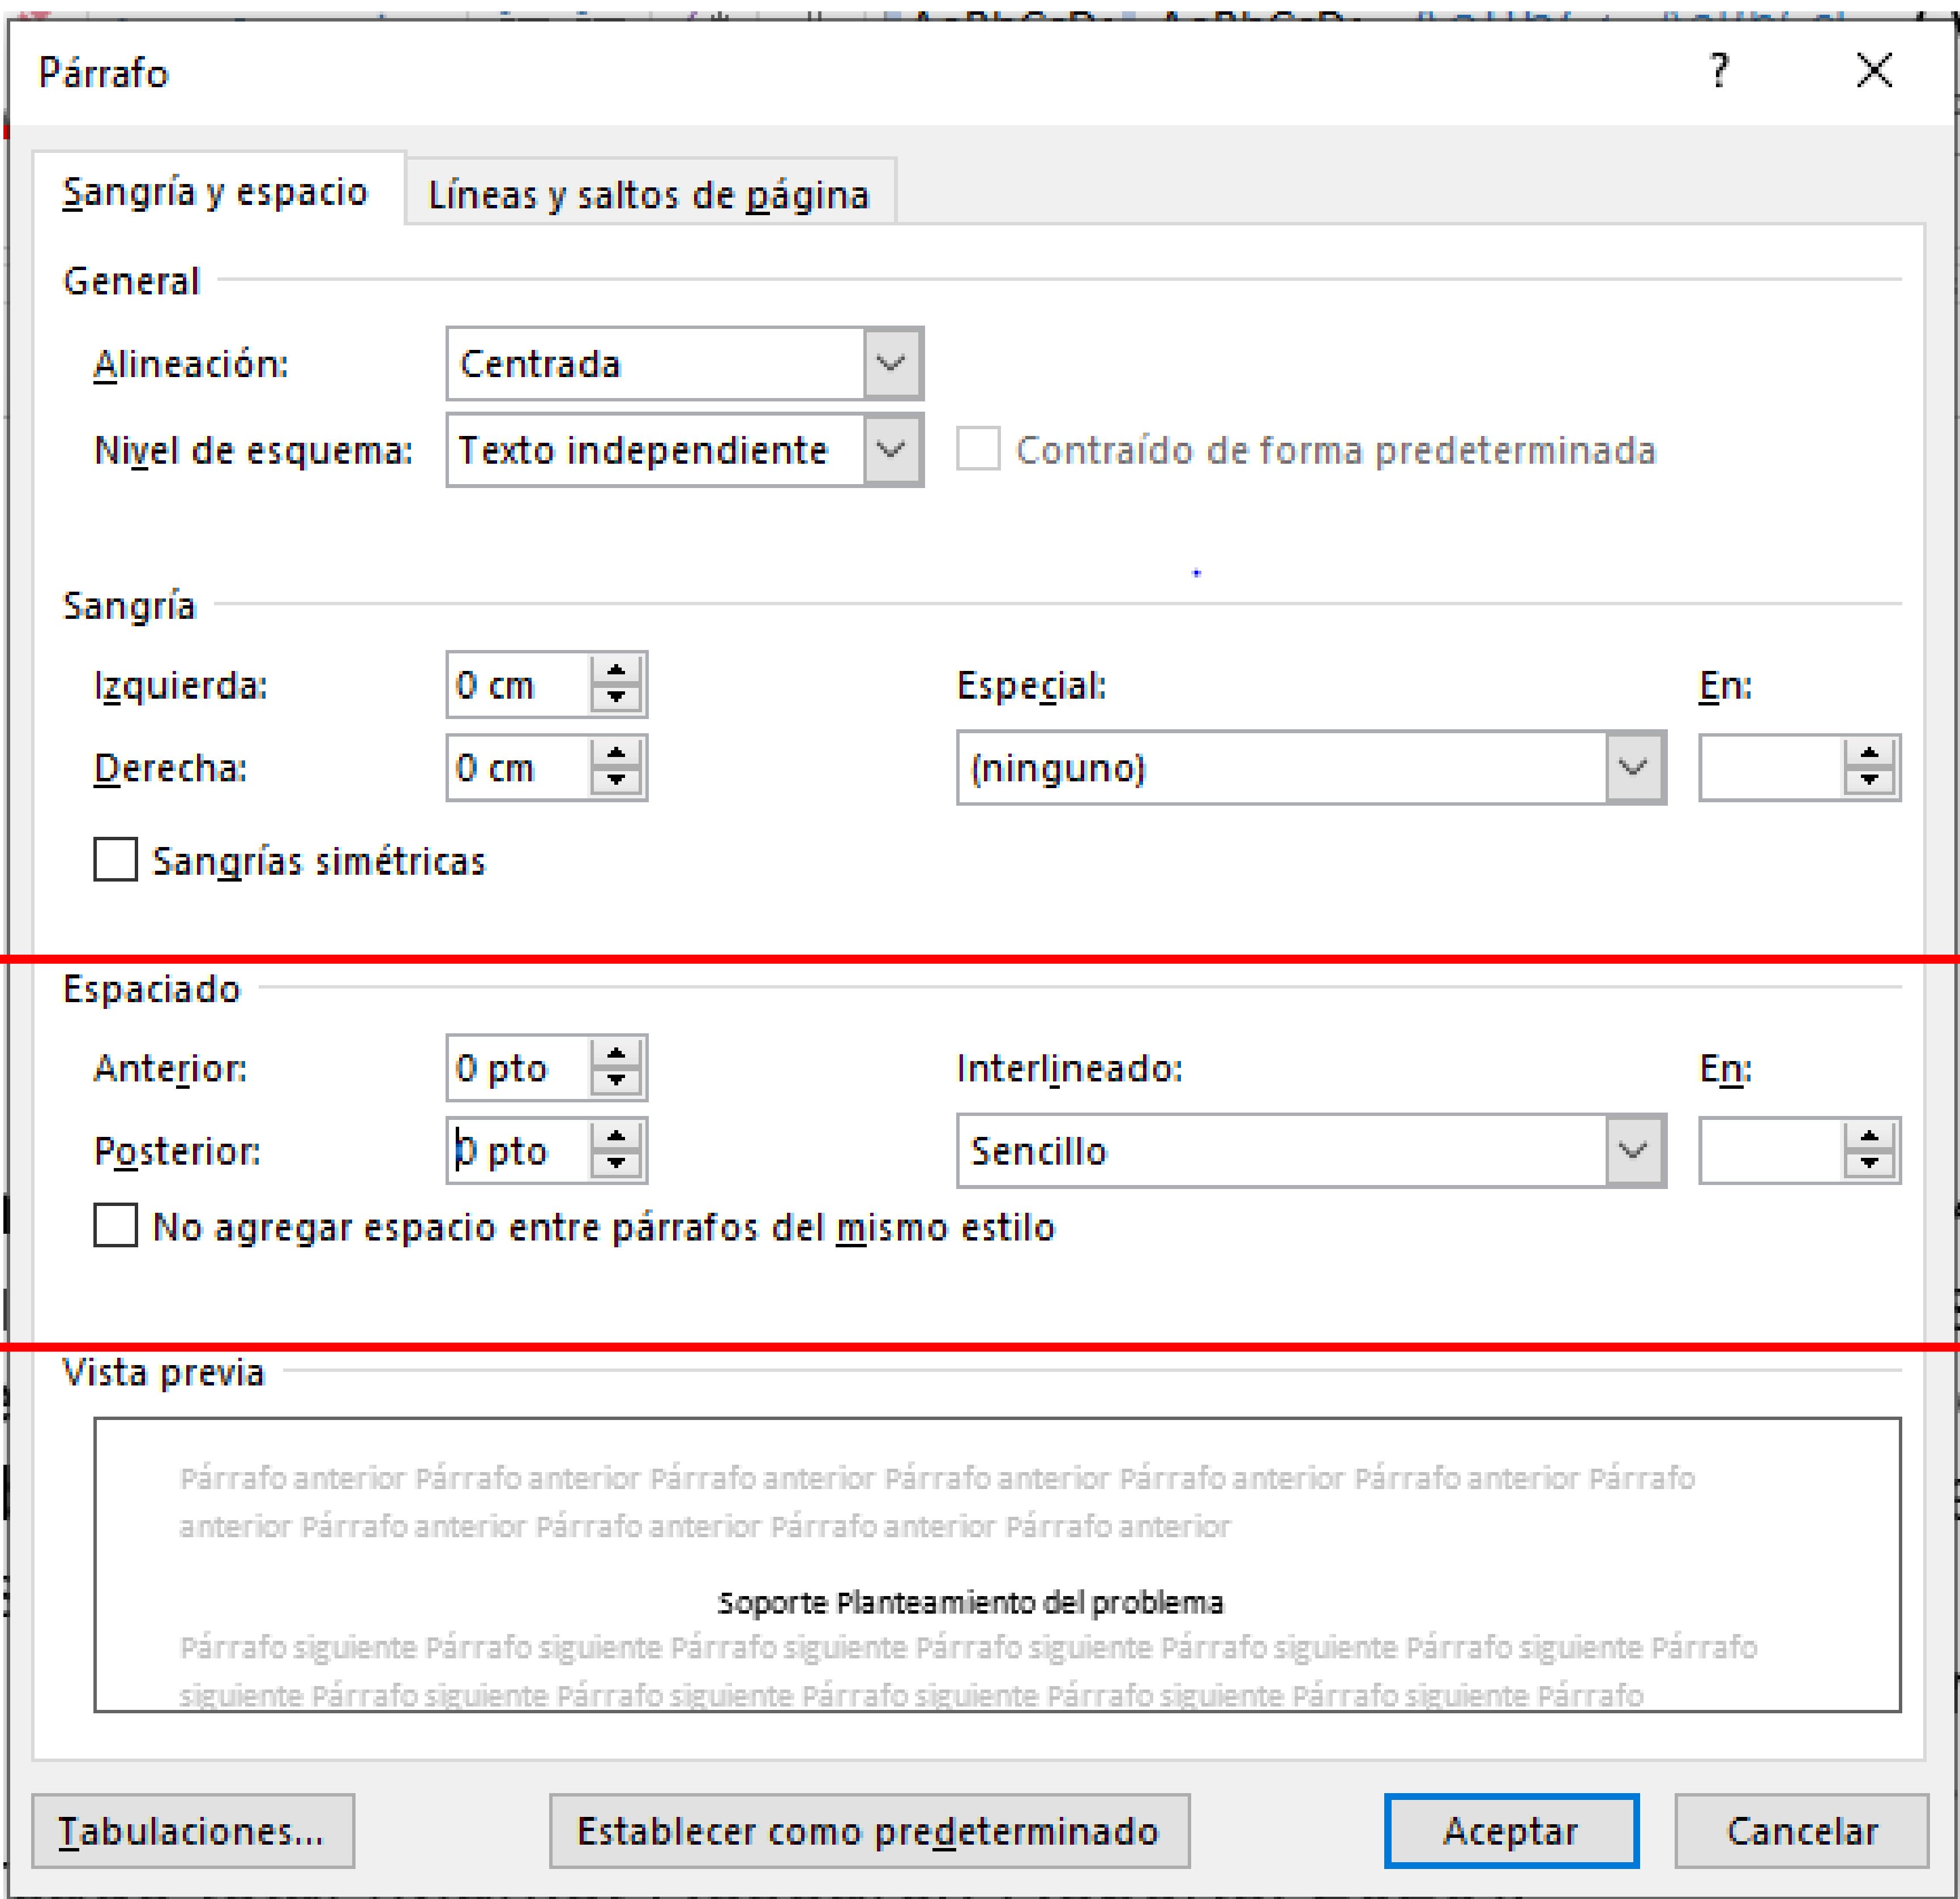 Párrafo ?
Sangría y espacio Líneas y saltos de página
General
Alineación: Centrada
Nivel de esquema: Texto independiente Contraído de forma predeterminada
Sangría
Izquierda: 0 cm Especial: En:
Derecha: 0 cm (ninguno)
Sangrías simétricas
Espaciado
Anterior: 0 pto Interlineado: En:
Posterior: 0 pto Sencillo
No agregar espacio entre párrafos del mismo estilo
Vista previa
Párrafo anterior Párrafo anterior Párrafo anterior Párrafo anterior Párrafo anterior Párrafo anterior Párrafo
anterior Párrafo anterior Párrafo anterior Párrafo anterior Párrafo anterior
Soporte Planteamiento del problema
Párrafo siguiente Párrafo siguiente Párrafo siguiente Párrafo siguiente Párrafo siguiente Párrafo siguiente Párrafo
siguiente Párrafo siguiente Párrafo siguiente Párrafo siguiente Párrafo siguiente Párrafo
Tabulaciones... Establecer como predeterminado Aceptar Cancelar